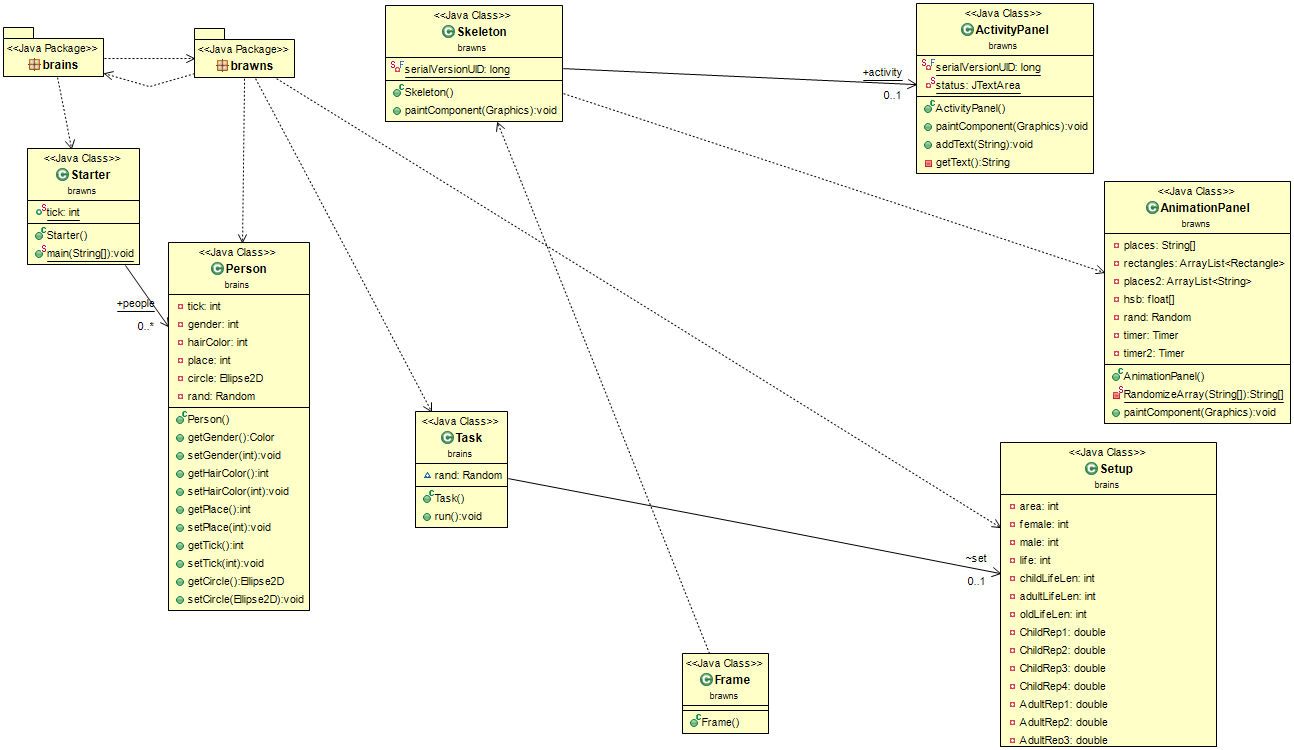 <<Java Package>>
brains
<<Java Package>>
brawns
<<Java Class>>
Skeleton
brawns
serialVersionUID: long
Skeleton()
paintComponent(Graphics):void
+activity
0..1
<<Java Class>>
ActivityPanel
brawns
serialVersionUID: long
status: JTextArea
ActivityPanel()
paintComponent(Graphics):void
addText(String):void
getText():String
<<Java Class>>
Starter
brawns
tick: int
Starter()
main(String[]):void
+people
0..*
<<Java Class>>
Person
brains
tick: int
gender: int
hairColor: int
place: int
circle: Ellipse2D
rand: Random
Person()
getGender():Color
setGender(int):void
getHairColor():int
setHairColor(int):void
getPlace():int
setPlace(int):void
getTick():int
setTick(int):void
getCircle():Ellipse2D
setCircle(Ellipse2D):void
<<Java Class>>
AnimationPanel
brawns
places: String[]
rectangles: ArrayList<Rectangle>
places2: ArrayList<String>
hsb: float[]
rand: Random
timer: Timer
timer2: Timer
AnimationPanel()
RandomizeArray(String[]):String[]
paintComponent(Graphics):void
<<Java Class>>
Task
brains
rand: Random
Task()
run():void
~set
0..1
<<Java Class>>
Setup
brains
area: int
female: int
male: int
life: int
childLifeLen: int
adultLifeLen: int
oldLifeLen: int
ChildRep1: double
ChildRep2: double
ChildRep3: double
ChildRep4: double
AdultRep1: double
AdultRep2: double
AdultRep3: double
<<Java Class>>
Frame
brawns
Frame()